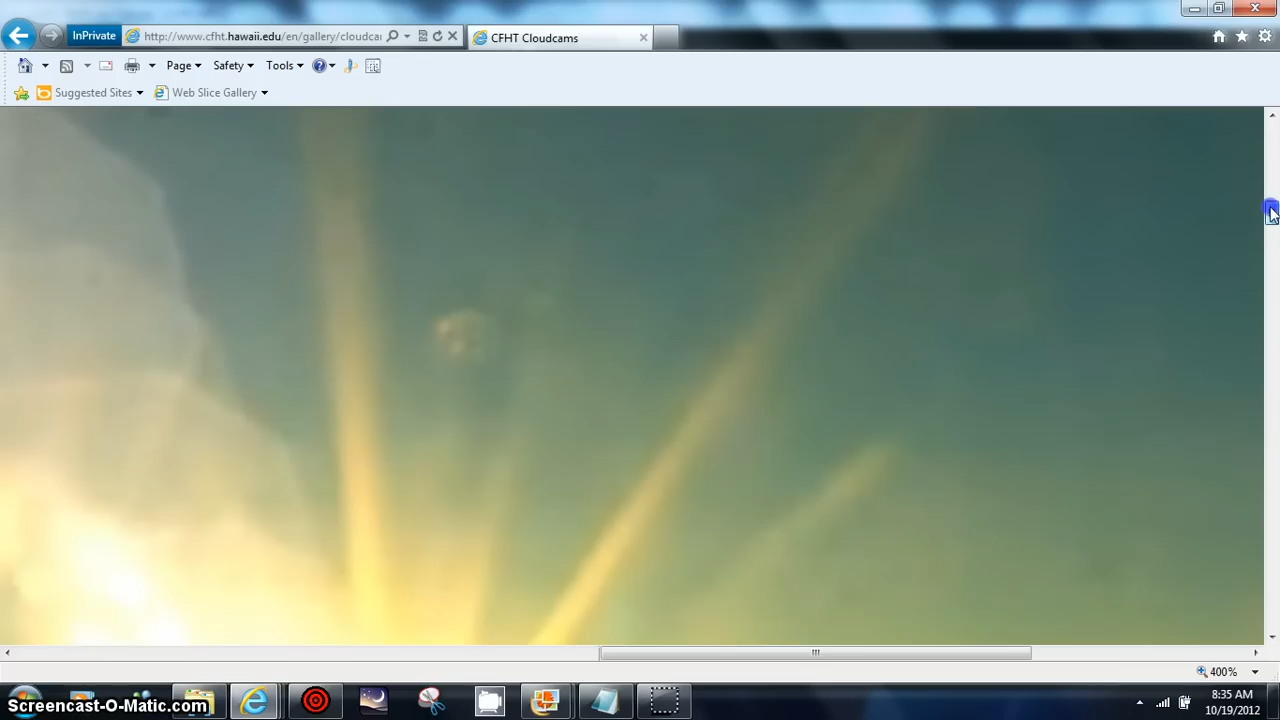 InPrivate
http://www.cfht.hawaii.edu/en/gallery/cloudcar
CFHT Cloudcams
Page Safety Tools
Suggested Sites Web Slice Gallery
400%
8:35 AM
10/19/2012
Screencast-O-Matic.com